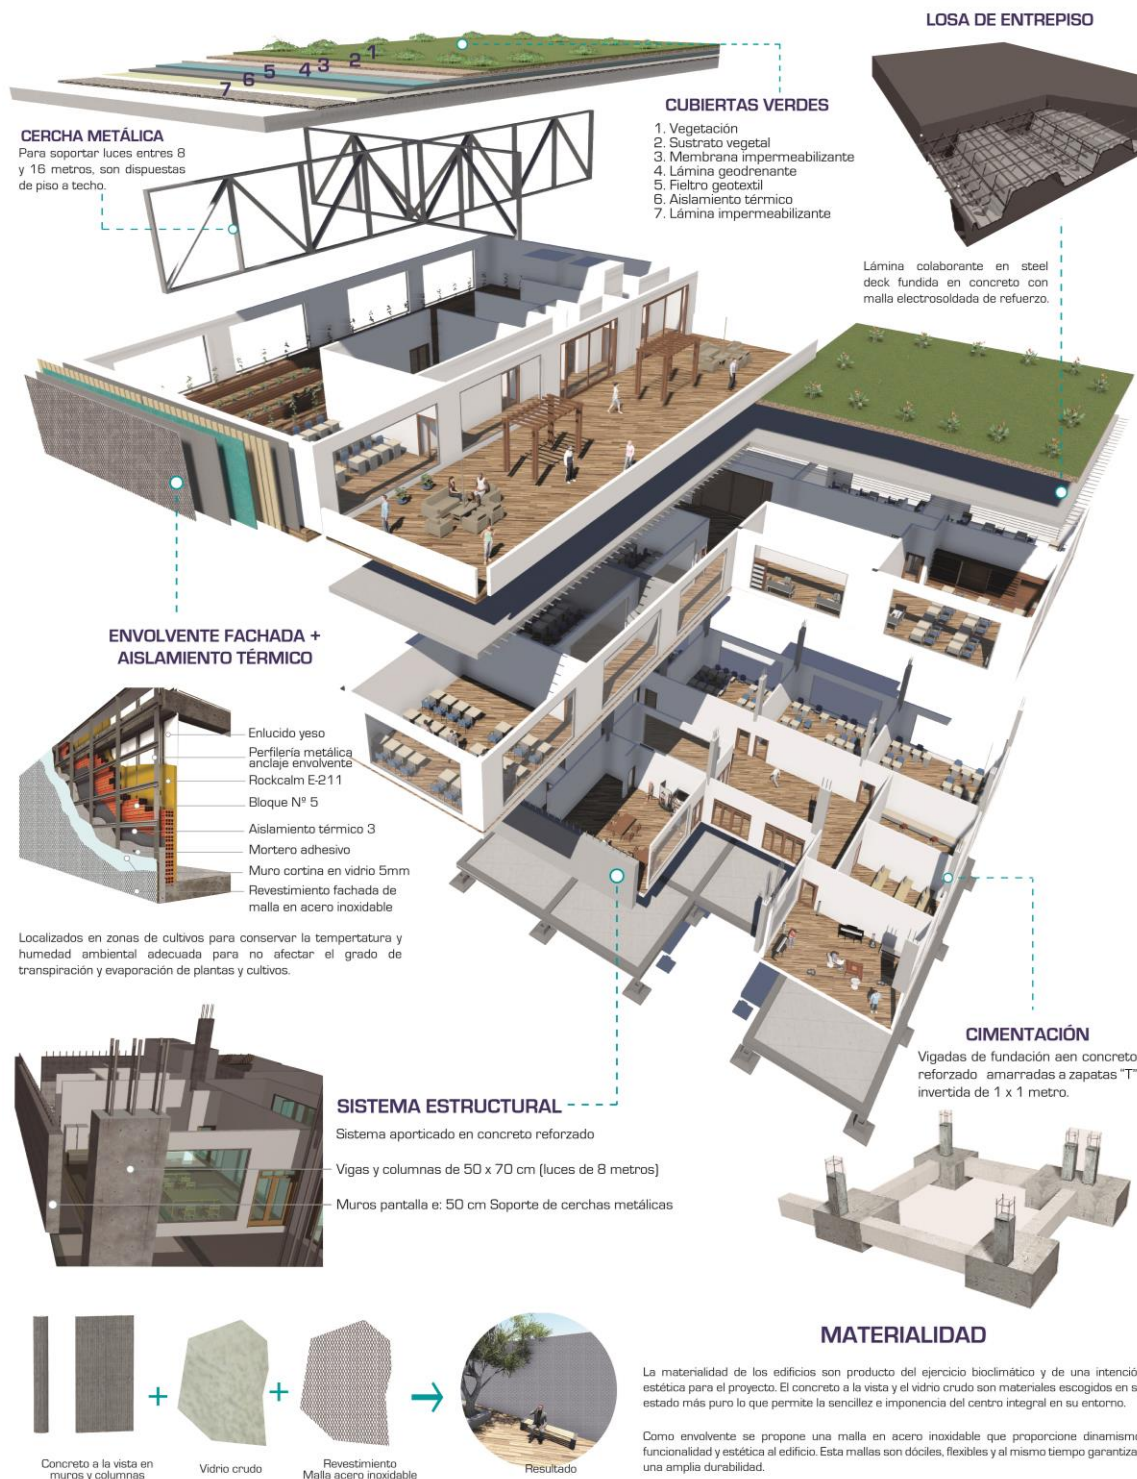 LOSA DE ENTREPISO
1
2
3
4
5
6
7
CERCHA METÁLICA
Para soportar luces entres 8
y 16 metros, son dispuestas
de piso a techo.
CUBIERTAS VERDES
1. Vegetación
2. Sustrato vegetal
3. Membrana impermeabilizante
4. Lámina geodrenante
5. Fieltro geotextil
6. Aislamiento térmico
7. Lámina impermeabilizante
Lámina colaborante en steel
deck fundida en concreto con
malla electrosoldada de refuerzo.
ENVOLVENTE FACHADA +
AISLAMIENTO TÉRMICO
Enlucido yeso
Perfilería metálica
anclaje envolvente
Rockcalm E-211
Bloque Nº 5
Aislamiento térmico 3
Mortero adhesivo
Muro cortina en vidrio 5mm
Revestimiento fachada de
malla en acero inoxidable
Localizados en zonas de cultivos para conservar la tempertatura y
humedad ambiental adecuada para no afectar el grado de
transpiración y evaporación de plantas y cultivos.
CIMENTACIÓN
Vigadas de fundación aen concreto
reforzado amarradas a zapatas "T"
invertida de 1 x 1 metro.
SISTEMA ESTRUCTURAL
Sistema aporticado en concreto reforzado
Vigas y columnas de 50 x 70 cm (luces de 8 metros)
Muros pantalla e: 50 cm Soporte de cerchas metálicas
MATERIALIDAD
La materialidad de los edificios son producto del ejercicio bioclimático y de una intenció
estética para el proyecto. El concreto a la vista y el vidrio crudo son materiales escogidos en s
estado más puro lo que permite la sencillez e imponencia del centro integral en su entorno.
Como envolvente se propone una malla en acero inoxidable que proporcione dinamismo
funcionalidad y estética al edificio. Esta mallas son dóciles, flexibles y al mismo tiempo garantiza
una amplia durabilidad.
Concreto a la vista en
muros y columnas
+
Vidrio crudo
+
Revestimiento
Malla acero inoxidable
Resultado